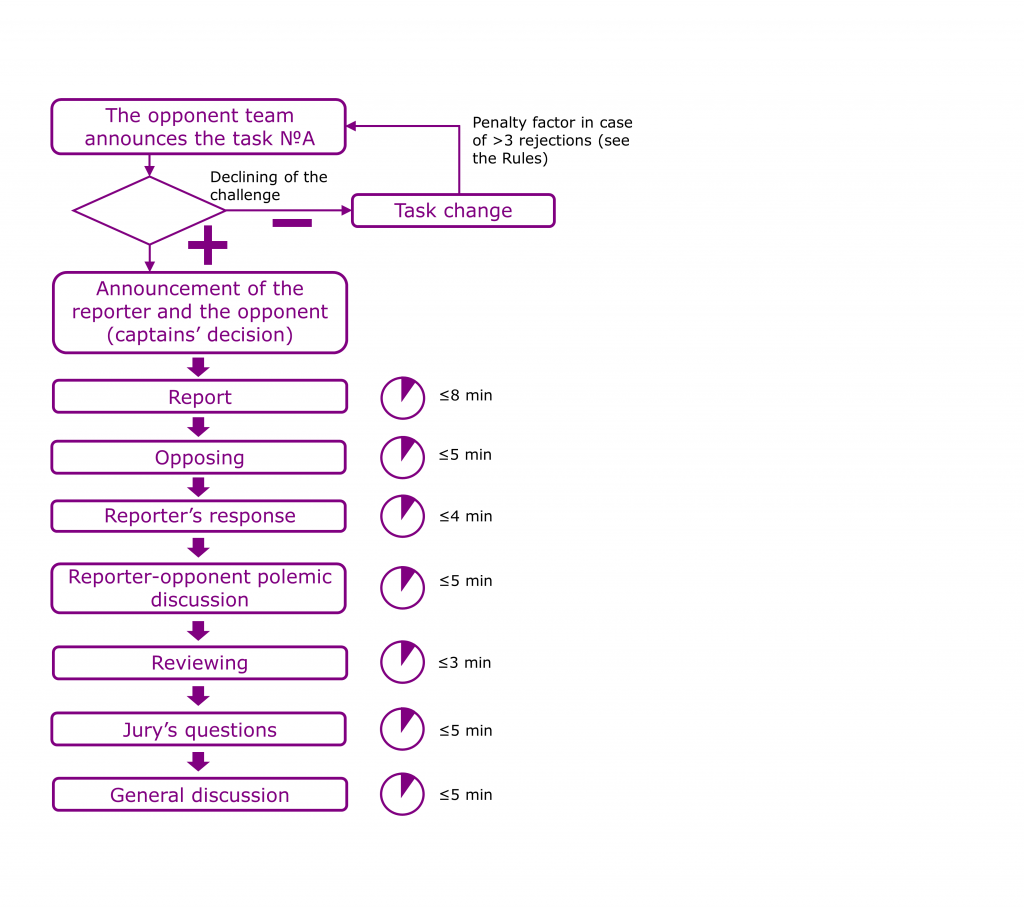 The opponent team
announces the task №A
Penalty factor in case
of >3 rejections (see
the Rules)
Declining of the
challenge
Task change
Announcement of the
reporter and the opponent
(captains’ decision)
Report
≤8 min
Opposing
≤5 min
Reporter’s response
≤4 min
Reporter-opponent polemic
discussion
≤5 min
Reviewing
≤3 min
Jury’s questions
≤5 min
General discussion
≤5 min